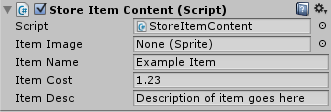 Store Item Content (Script)
Script StoreItemContent
Item Image None (Sprite)
Item Name Example Item
Item Cost 1.23
Item Desc Description of item goes here